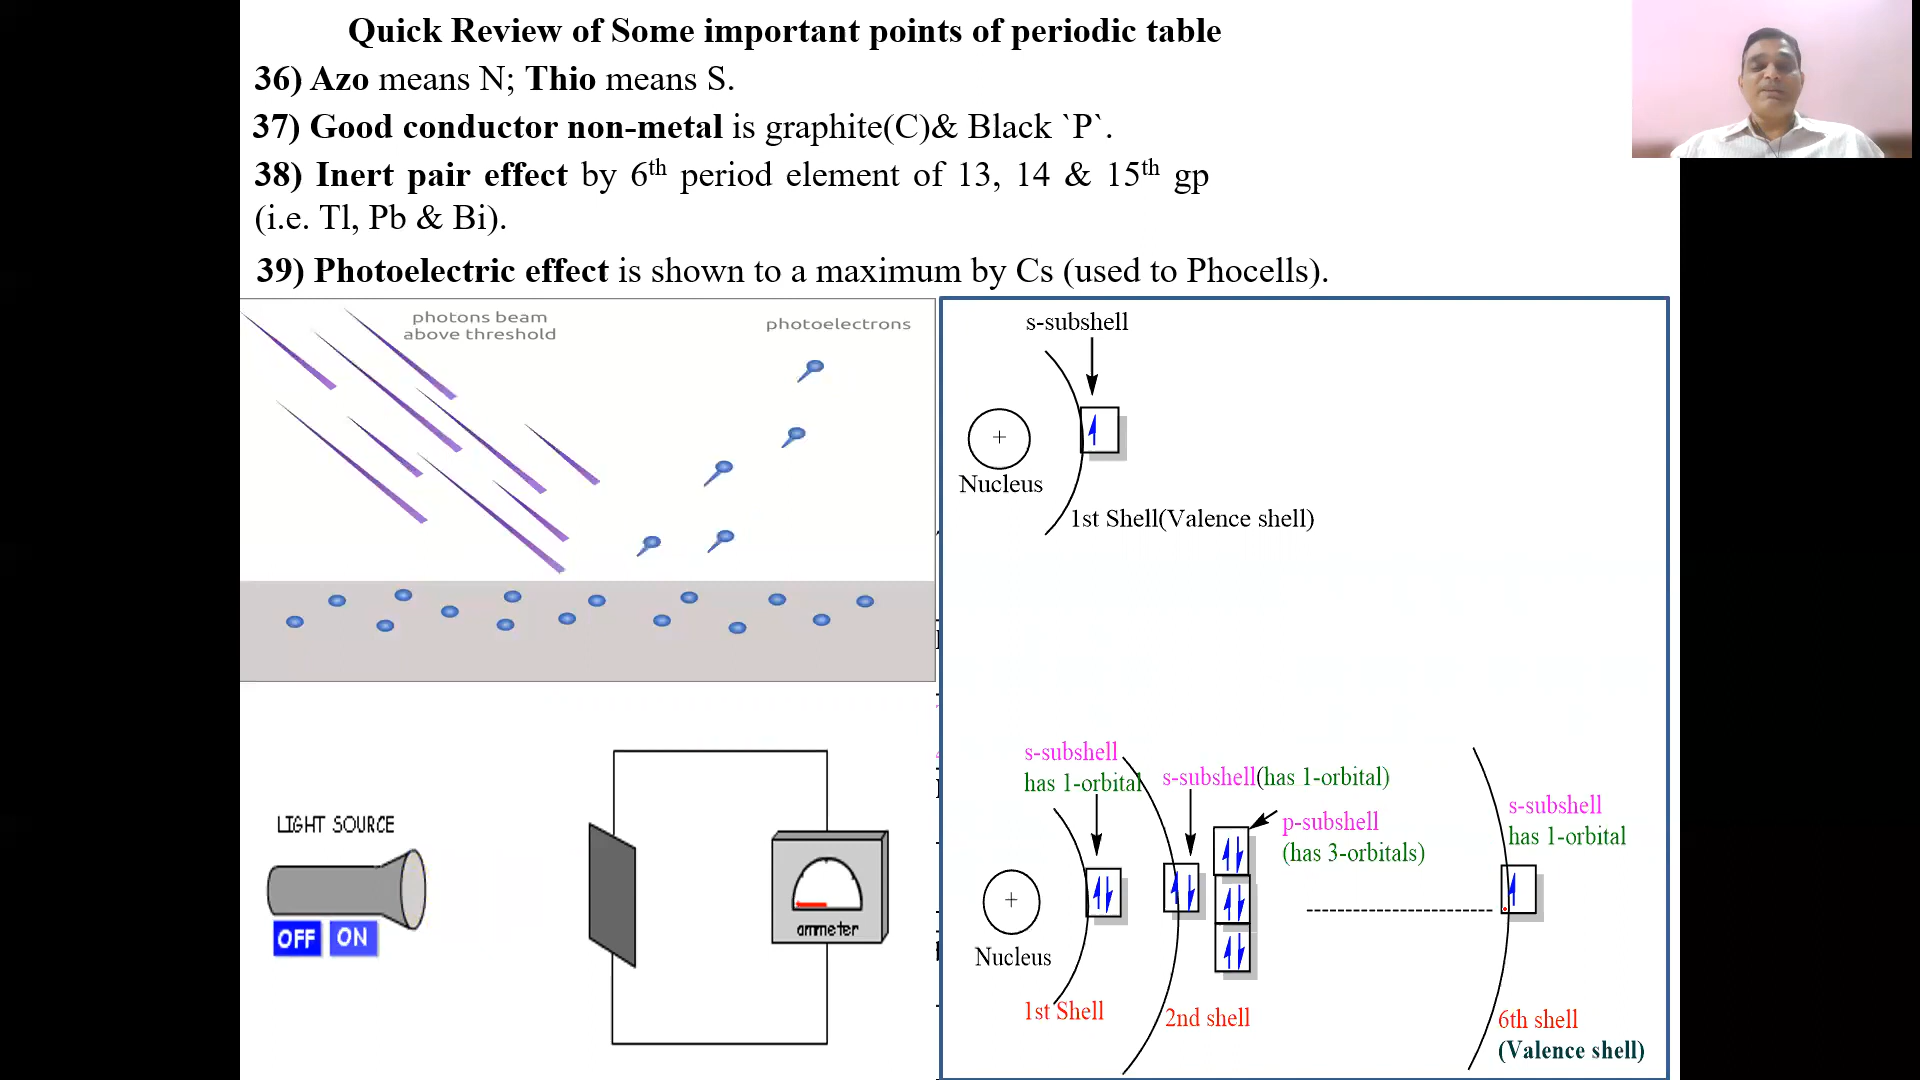 Quick Review of Some important points of periodic table
36) Azo means N; Thio means S.
37) Good conductor non-metal is graphite(C)& Black `P`.
38) Inert pair effect by 6th period element of 13, 14 & 15th gp
(i.e. Tl, Pb & Bi).
39) Photoelectric effect is shown to a maximum by Cs (used to Phocells).
photons beam
above threshold
photoelectrons
s-subshell
+
Nucleus
1st Shell(Valence shell)
LIGHT SOURCE
OFF
ON
ammeter
s-subshell
has 1-orbital
s-subshell(has 1-orbital)
p-subshell
(has 3-orbitals)
s-subshell
has 1-orbital
+
Nucleus
1st Shell
2nd shell
6th shell
(Valence shell)